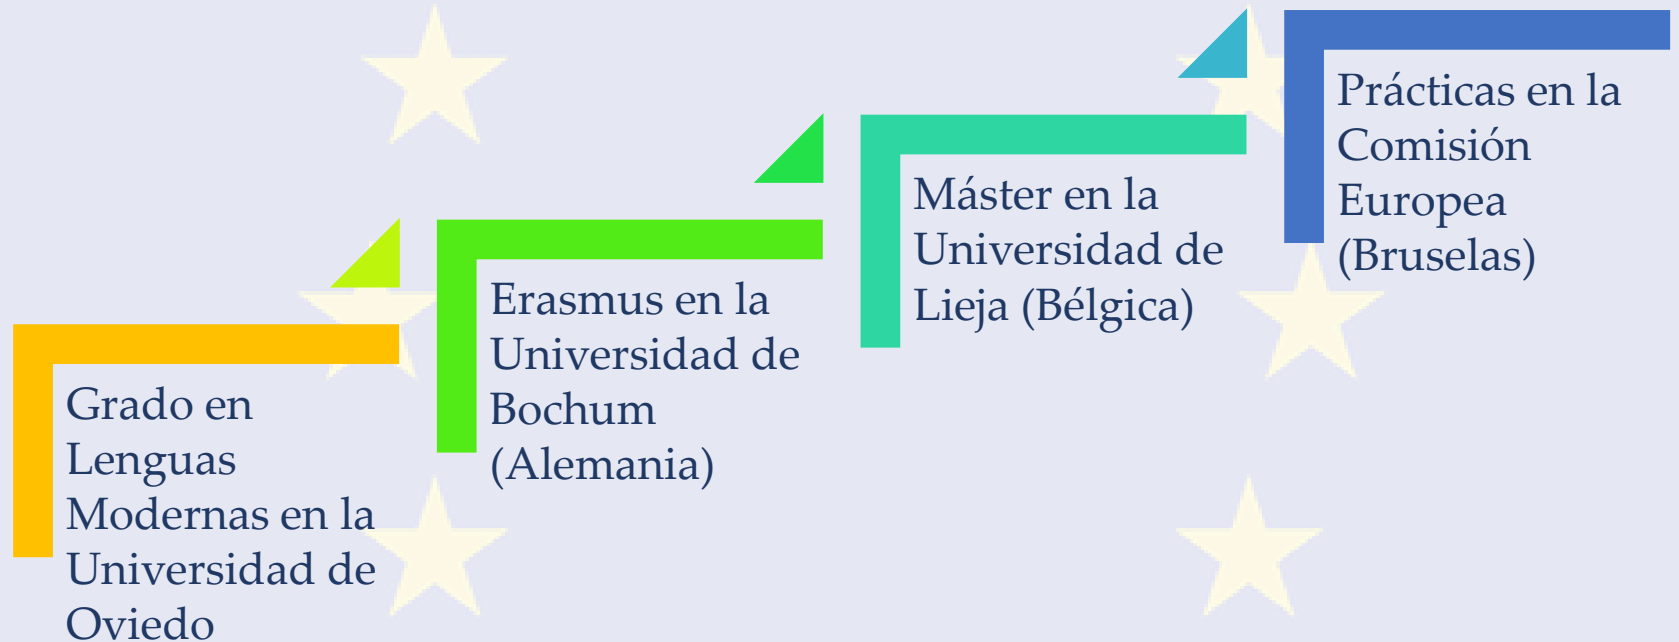 Grado en
Lenguas
Modernas en la
Universidad de
Oviedo
Erasmus en la
Universidad de
Bochum
(Alemania)
Máster en la
Universidad de
Lieja (Bélgica)
Prácticas en la
Comisión
Europea
(Bruselas)